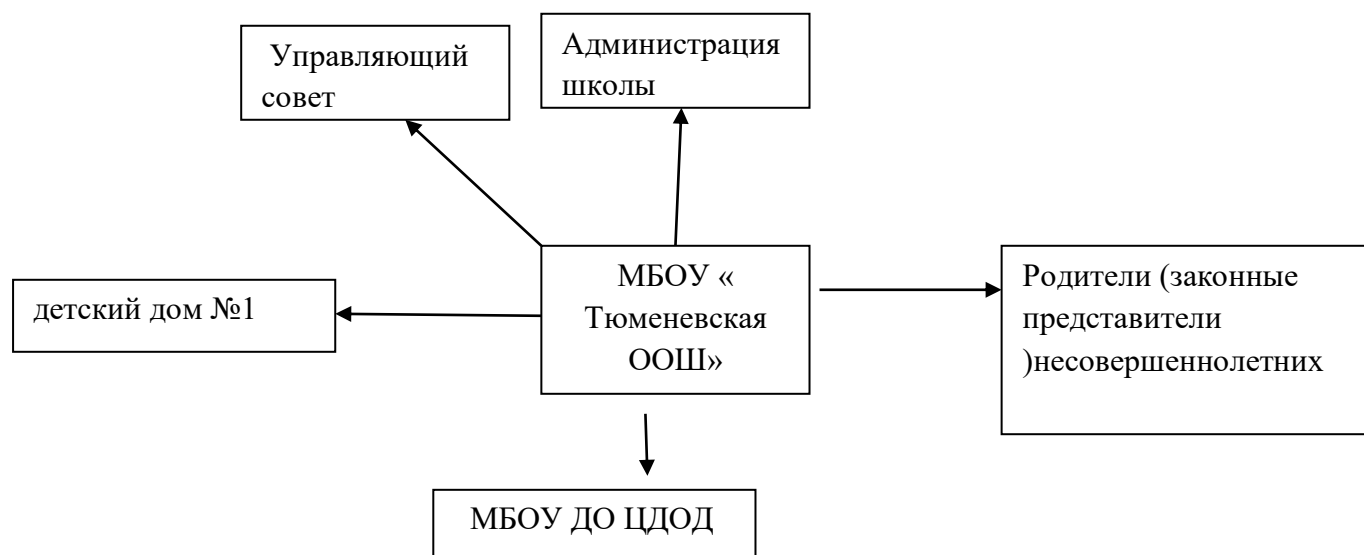 Управляющий
совет
Администрация
школы
детский дом №1
МБОУ «
Тюменевская
ООШ»
Родители (законные
представители
)несовершеннолетних
МБОУ ДО ЦДОД